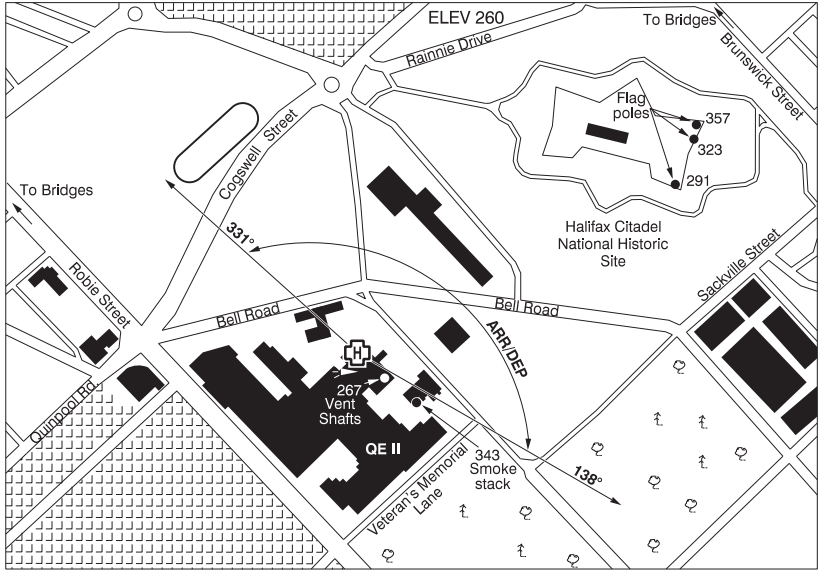 ELEV 260
To Bridges
Rainnie Drive
Brunswick Street
Flag
poles
357
323
291
Cogswell Street
To Bridges
331°
Halifax Citadel
National Historic
Site
Sackville Street
Robie Street
Bell Road
Bell Road
ARR/DEP
H
267
Vent
Shafts
Quinpool Rd
QE II
343
Smoke
stack
138°
Veteran's Memorial
Lane